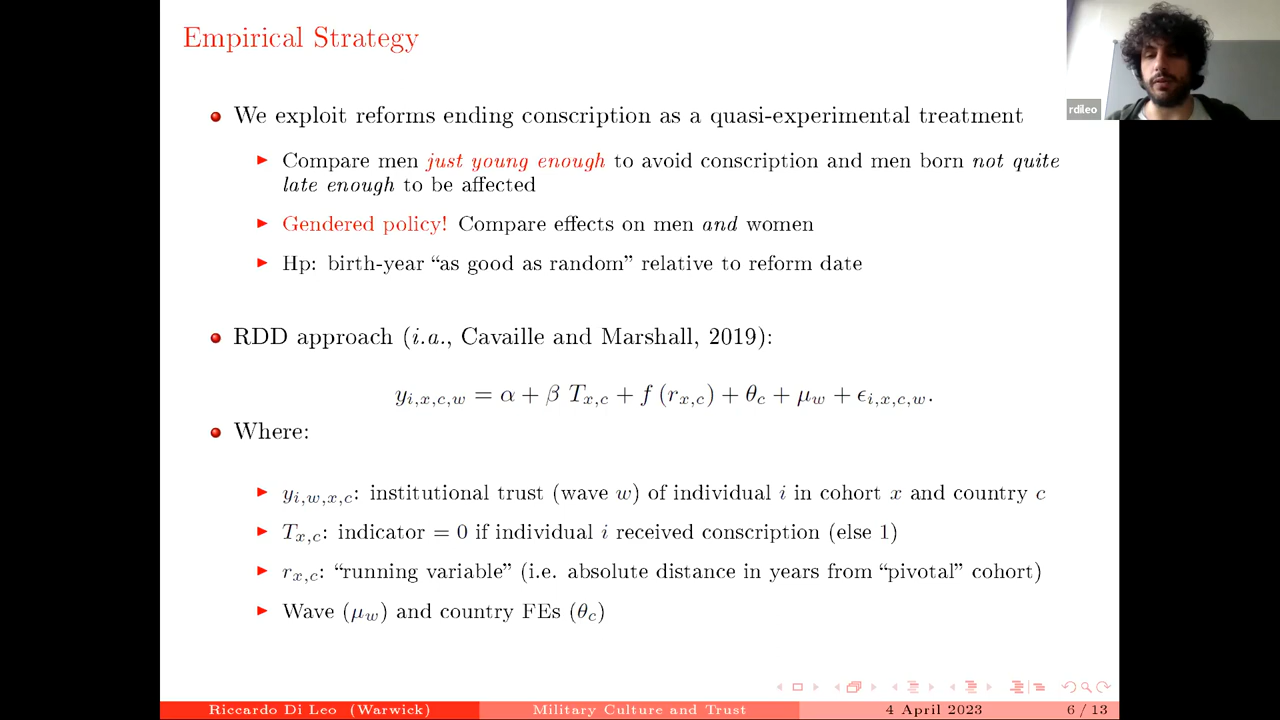 Empirical Strategy
rdileo
We exploit reforms ending conscription as a quasi-experimental treatment
Compare men just young enough to avoid conscription and men born not quite
late enough to be affected
Gendered policy! Compare effects on men and women
Hp: birth-year “as good as random” relative to reform date
RDD approach (i.a., Cavaille and Marshall, 2019):
y_{i,x,c,w} = α + β T_{x,c} + f (r_{x,c}) + θ_c + μ_w + ϵ_{i,x,c,w}.
Where:
y_{i,w,x,c}: institutional trust (wave w) of individual i in cohort x and country c
T_{x,c}: indicator = 0 if individual i received conscription (else 1)
r_{x,c}: “running variable” (i.e. absolute distance in years from “pivotal” cohort)
Wave (μ_w) and country FEs (θ_c)
Riccardo Di Leo (Warwick) Military Culture and Trust 4 April 2023 6 / 13